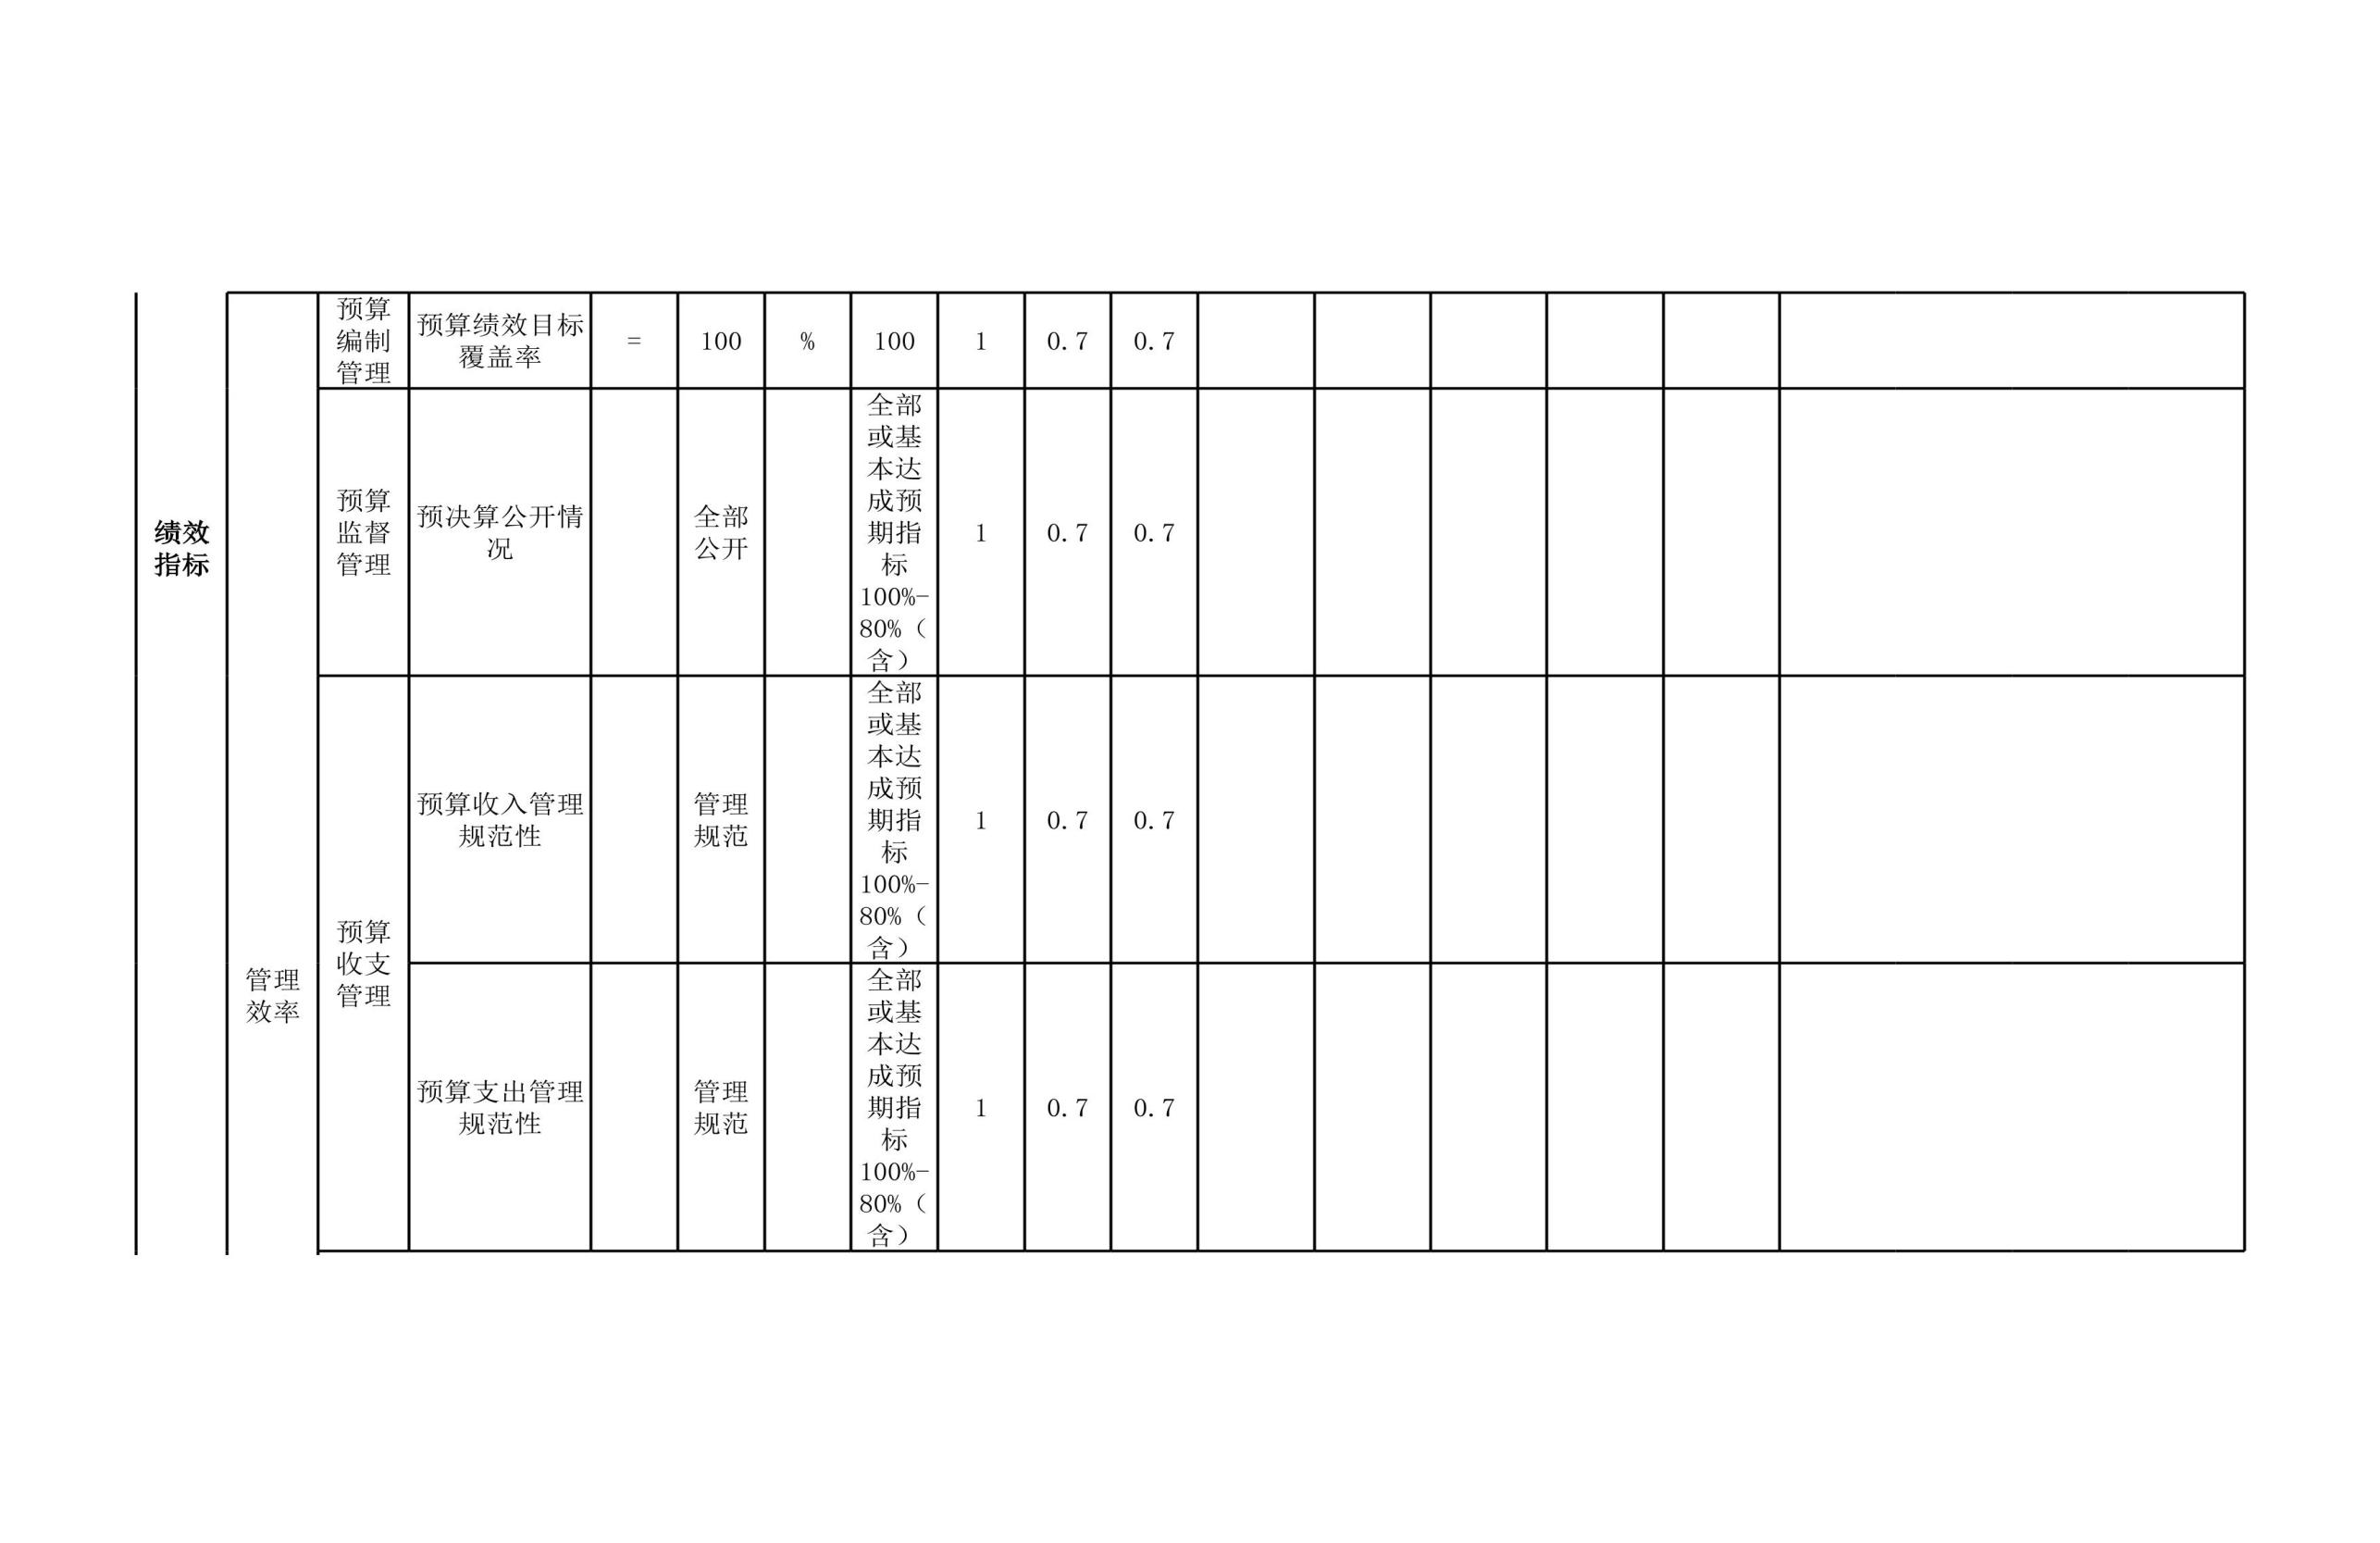 绩效
指标
管理
效率
预算
编制
管理
预算绩效目标
覆盖率
=
100
%
100
1
0.7
0.7
预算
监督
管理
预决算公开情
况
全部
公开
全部
或基
本达
成预
期指
标
100%-
80%（
含）
1
0.7
0.7
预算
收支
管理
预算收入管理
规范性
管理
规范
全部
或基
本达
成预
期指
标
100%-
80%（
含）
1
0.7
0.7
预算支出管理
规范性
管理
规范
全部
或基
本达
成预
期指
标
100%-
80%（
含）
1
0.7
0.7